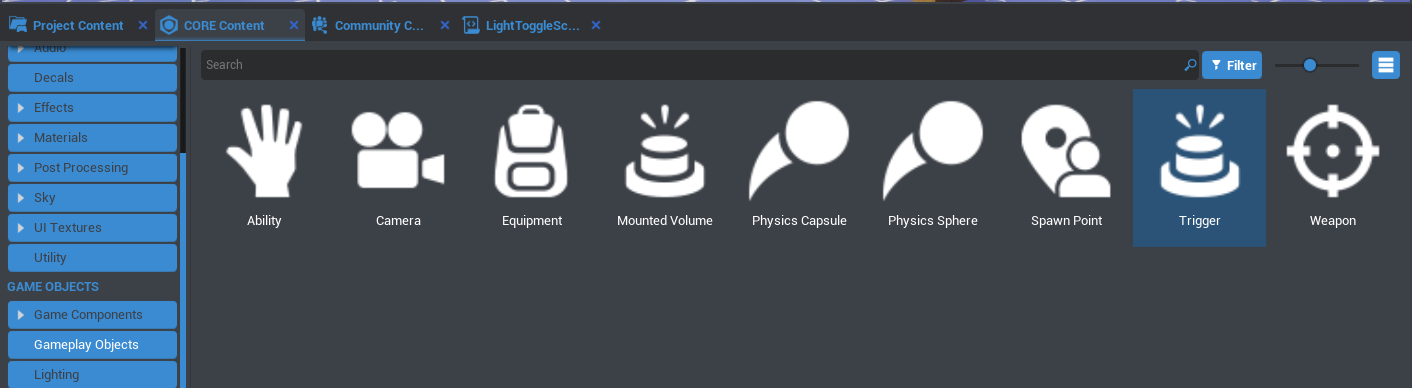 Project Content
CORE Content
Community C...
LightToggleSc...
Audio
Decals
Effects
Materials
Post Processing
Sky
UI Textures
Utility
GAME OBJECTS
Game Components
Gameplay Objects
Lighting
Search
Filter
Ability
Camera
Equipment
Mounted Volume
Physics Capsule
Physics Sphere
Spawn Point
Trigger
Weapon